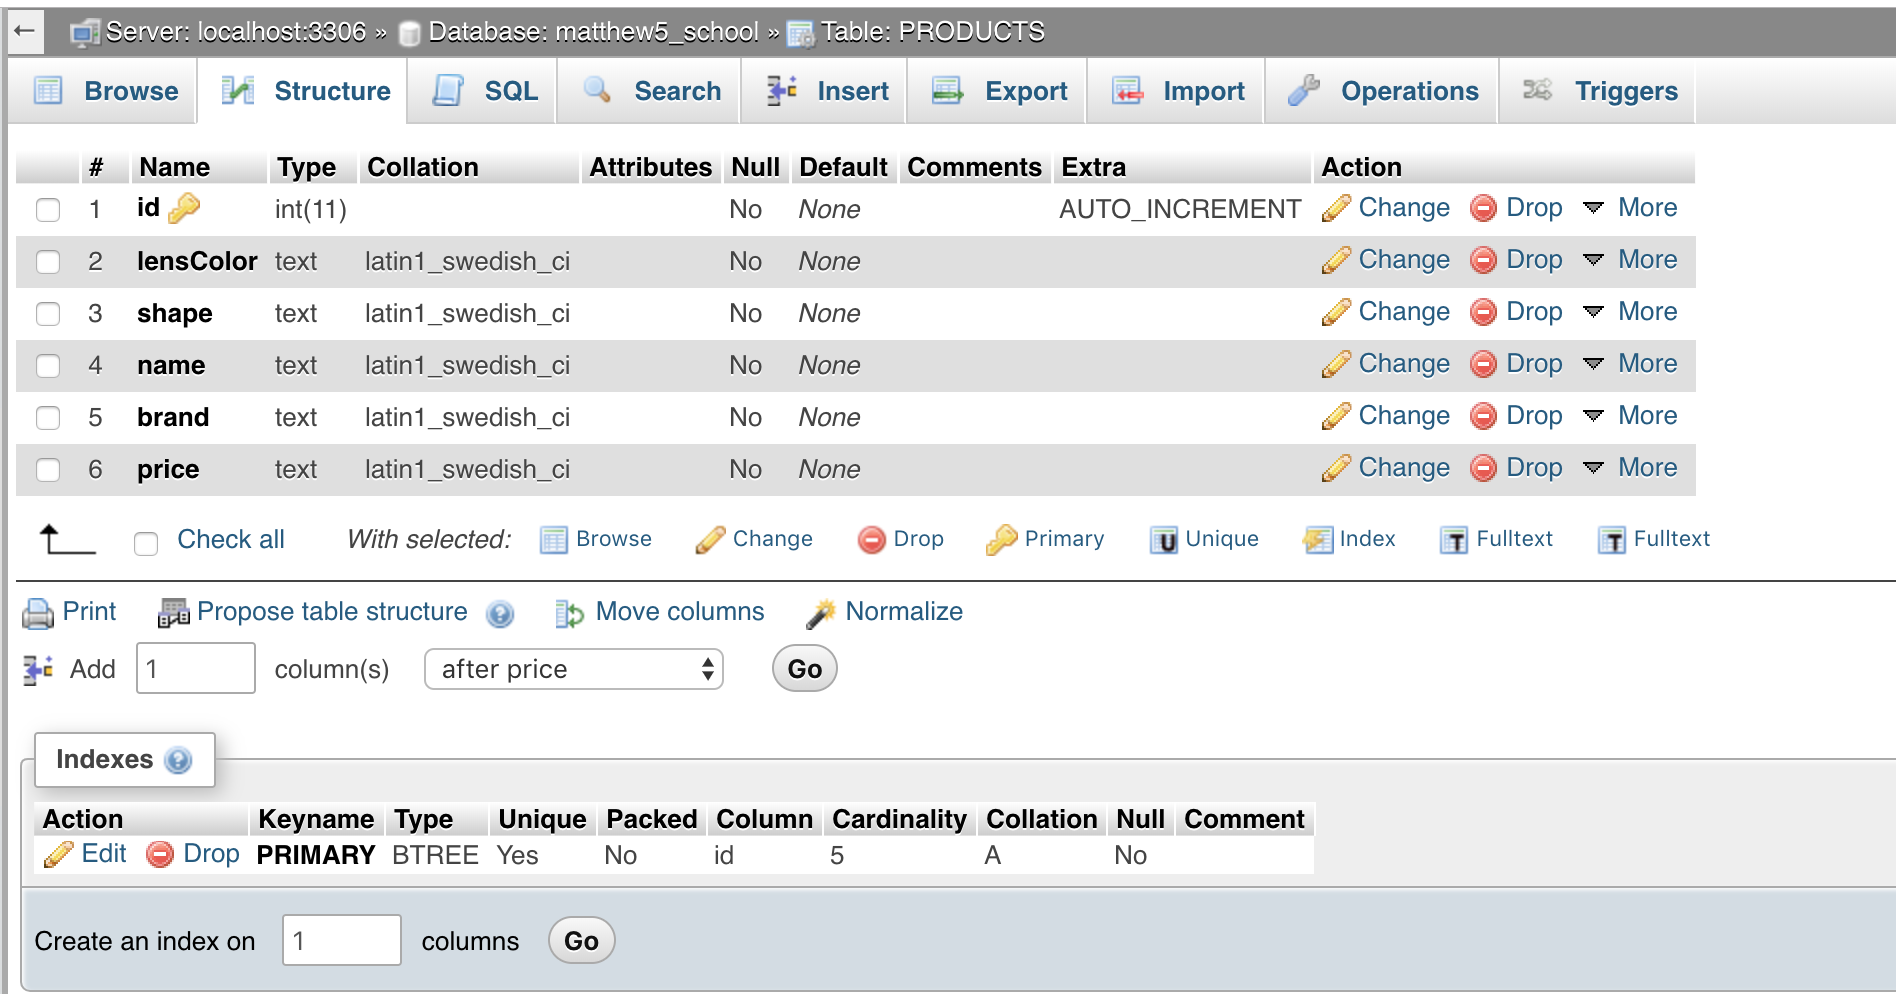 ← Server: localhost:3306 » Database: matthew5_school » Table: PRODUCTS
Browse Structure SQL Search Insert Export Import Operations Triggers
# Name Type Collation Attributes Null Default Comments Extra Action
1 id int(11) No None AUTO_INCREMENT Change Drop More
2 lensColor text latin1_swedish_ci No None Change Drop More
3 shape text latin1_swedish_ci No None Change Drop More
4 name text latin1_swedish_ci No None Change Drop More
5 brand text latin1_swedish_ci No None Change Drop More
6 price text latin1_swedish_ci No None Change Drop More
Check all With selected: Browse Change Drop Primary Unique Index Fulltext Fulltext
Print Propose table structure Move columns Normalize
Add 1 column(s) after price Go
Indexes
Action Keyname Type Unique Packed Column Cardinality Collation Null Comment
Edit Drop PRIMARY BTREE Yes No id 5 A No
Create an index on 1 columns Go